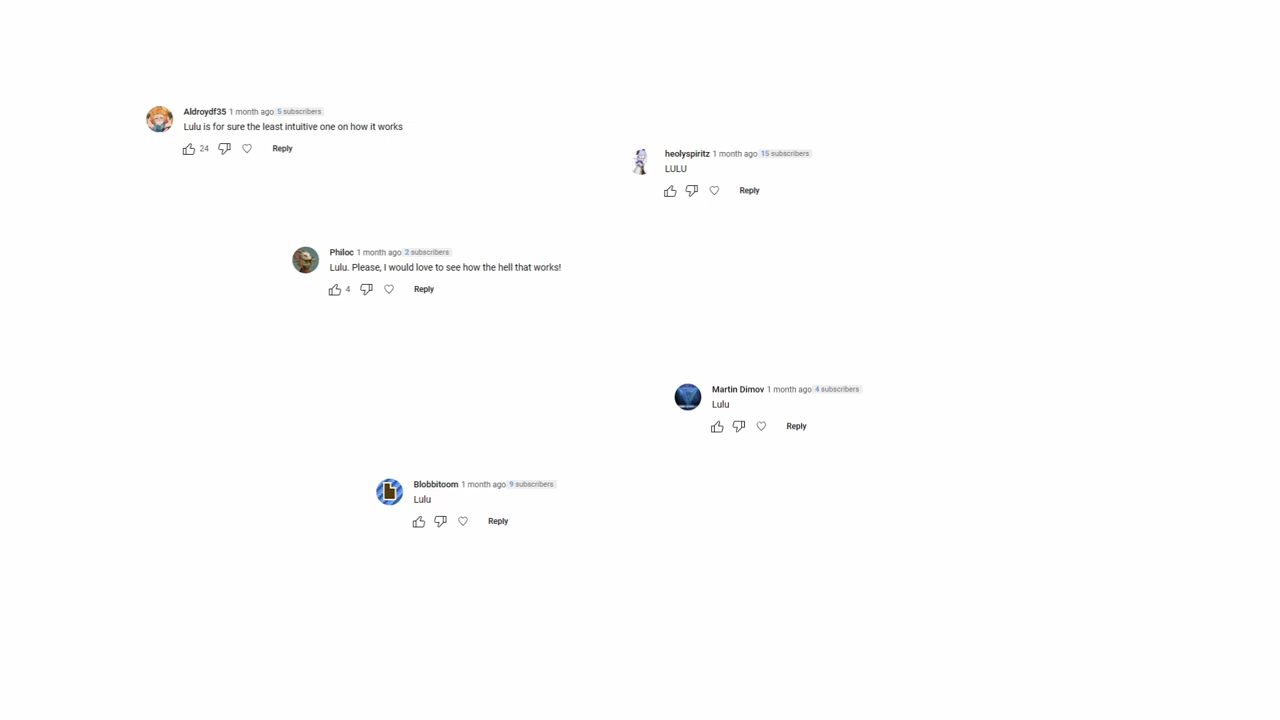 Aldroydf35 1 month ago 5 subscribers
Lulu is for sure the least intuitive one on how it works
24 Reply
heolyspiritz 1 month ago 15 subscribers
LULU
Reply
Philoc 1 month ago 2 subscribers
Lulu. Please, I would love to see how the hell that works!
4 Reply
Martin Dimov 1 month ago 4 subscribers
Lulu
Reply
Blobbitoom 1 month ago 9 subscribers
Lulu
Reply